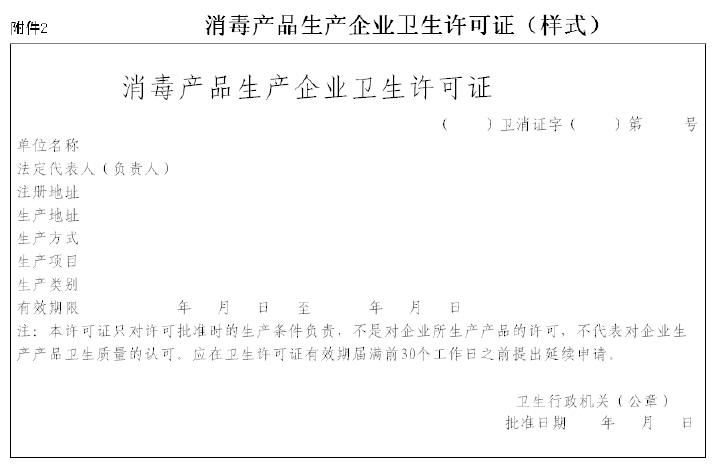 附件2
消毒产品生产企业卫生许可证（样式）
消毒产品生产企业卫生许可证
（　　）卫消证字（　　）第　　号
单位名称
法定代表人（负责人）
注册地址
生产地址
生产方式
生产项目
生产类别
有效期限　　　　　　年　月　日　至　　　年　月　日
注：本许可证只对许可批准时的生产条件负责，不是对企业所生产产品的许可，不代表对企业生
产产品卫生质量的认可。应在卫生许可证有效期届满前30个工作日之前提出延续申请。
卫生行政机关（公章）
批准日期　　年　月　日